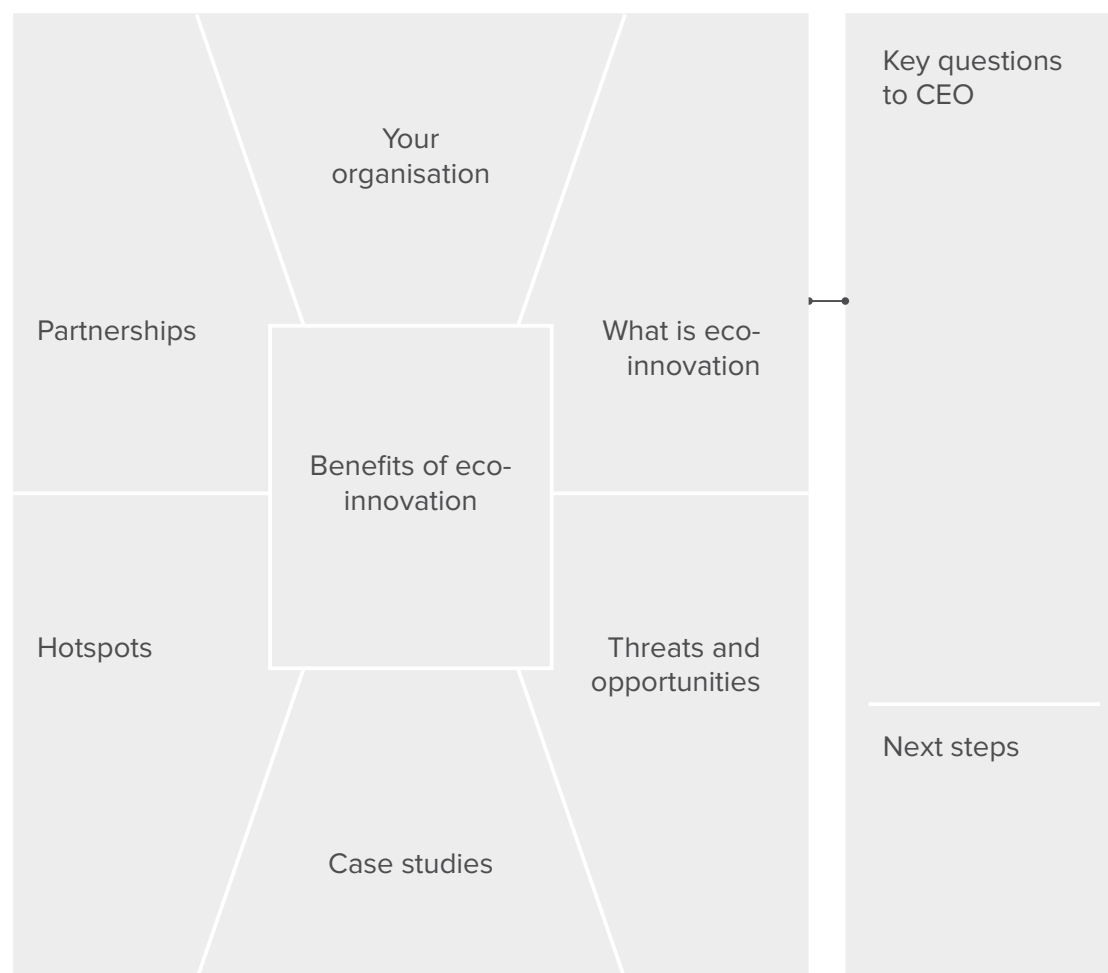 Your
organisation
Partnerships
What is eco-
innovation
Benefits of eco-
innovation
Hotspots
Threats and
opportunities
Case studies
Key questions
to CEO
Next steps